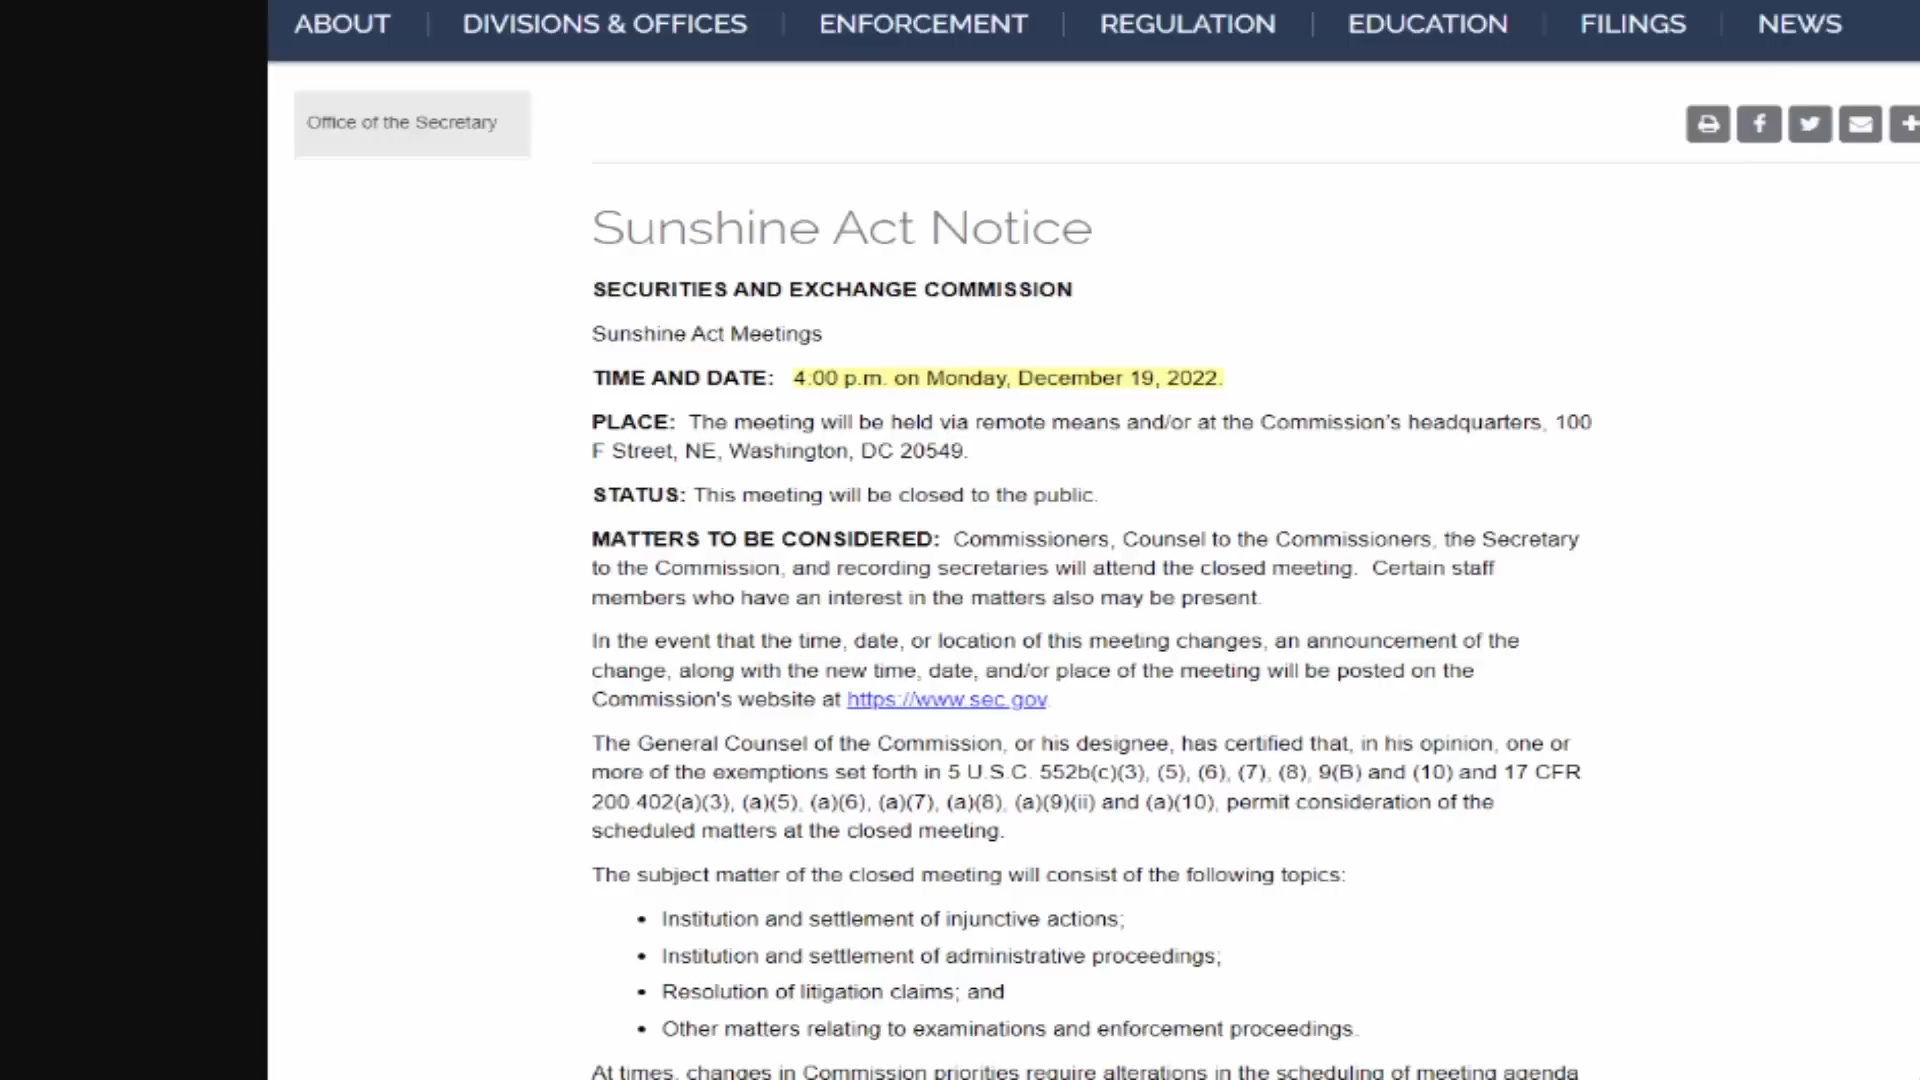 ABOUT DIVISIONS & OFFICES ENFORCEMENT REGULATION EDUCATION FILINGS NEWS
Office of the Secretary
Sunshine Act Notice
SECURITIES AND EXCHANGE COMMISSION
Sunshine Act Meetings
TIME AND DATE: 4:00 p.m. on Monday, December 19, 2022.
PLACE: The meeting will be held via remote means and/or at the Commission's headquarters, 100
F Street, NE, Washington, DC 20549.
STATUS: This meeting will be closed to the public.
MATTERS TO BE CONSIDERED: Commissioners, Counsel to the Commissioners, the Secretary
to the Commission, and recording secretaries will attend the closed meeting. Certain staff
members who have an interest in the matters also may be present.
In the event that the time, date, or location of this meeting changes, an announcement of the
change, along with the new time, date, and/or place of the meeting will be posted on the
Commission's website at https://www.sec.gov.
The General Counsel of the Commission, or his designee, has certified that, in his opinion, one or
more of the exemptions set forth in 5 U.S.C. 552b(c)(3), (5), (6), (7), (8), 9(B) and (10) and 17 CFR
200.402(a)(3), (a)(5), (a)(6), (a)(7), (a)(8), (a)(9)(ii) and (a)(10), permit consideration of the
scheduled matters at the closed meeting.
The subject matter of the closed meeting will consist of the following topics:
• Institution and settlement of injunctive actions;
• Institution and settlement of administrative proceedings;
• Resolution of litigation claims; and
• Other matters relating to examinations and enforcement proceedings.
At times, changes in Commission priorities require alterations in the scheduling of meeting agenda